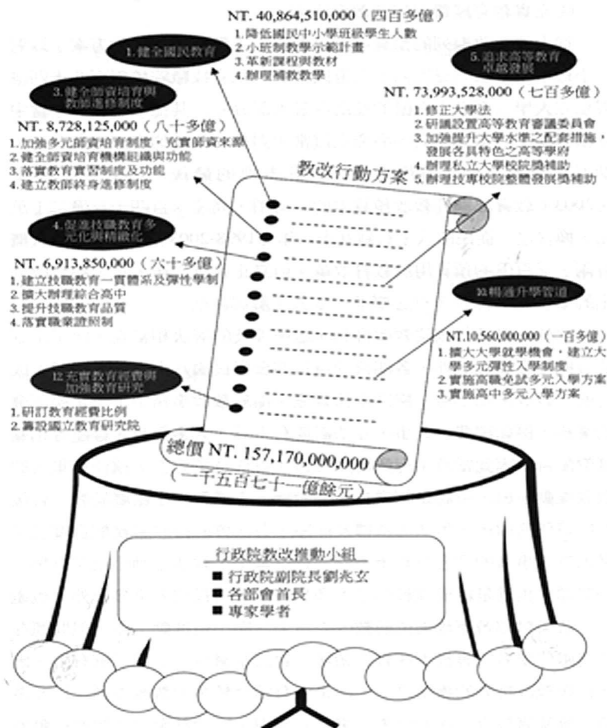 1.健全國民教育
NT. 40,864,510,000（四百多億）
1. 降低國民中小學班級學生人數
2. 小班制教學示範計畫
3. 革新課程與教材
4. 辦理補救教學
5.追求高等教育
卓越發展
NT. 73,993,528,000（七百多億）
1. 修正大學法
2. 研議設置高等教育審議委員會
3. 加強提升大學水準之配套措施，
發展各具特色之高等學府
4. 辦理私立大學校院獎補助
5. 辦理技專校院整體發展獎補助
3.健全師資培育與
教師進修制度
NT. 8,728,125,000（八十多億）
1. 加強多元師資培育制度，充實師資來源
2. 健全師資培育機構組織與功能
3. 落實教育實習制度及功能
4. 建立教師終身進修制度
教改行動方案
4.促進技職教育多
元化與精緻化
NT. 6,913,850,000（六十多億）
1. 建立技職教育一貫體系及彈性學制
2. 擴大辦理綜合高中
3. 提升技職教育品質
4. 落實職業證照制
10.暢通升學管道
NT.10,560,000,000（一百多億）
1. 擴大大學就學機會，建立大
學多元彈性入學制度
2. 實施高職免試多元入學方案
3. 實施高中多元入學方案
12.充實教育經費與
加強教育研究
1. 研訂教育經費比例
2. 籌設國立教育研究院
總價 NT. 157,170,000,000
（一千五百七十一億餘元）
行政院教改推動小組
■ 行政院副院長劉兆玄
■ 各部會首長
■ 專家學者